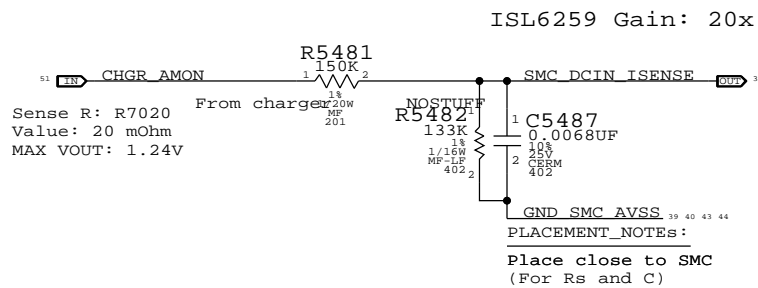 ISL6259 Gain: 20x
R5481
150K
51 IN CHGR_AMON 1 2 SMC_DCIN_ISENSE OUT 3
1%
1/20W
MF
201
From charger
Sense R: R7020
Value: 20 mOhm
MAX VOUT: 1.24V
NOSTUFF
R5482
133K
1%
1/16W
MF-LF
402
1
2
C5487
0.0068UF
10%
25V
CERM
402
1
2
GND_SMC_AVSS 39 40 43 44
PLACEMENT_NOTEs:
Place close to SMC
(For Rs and C)